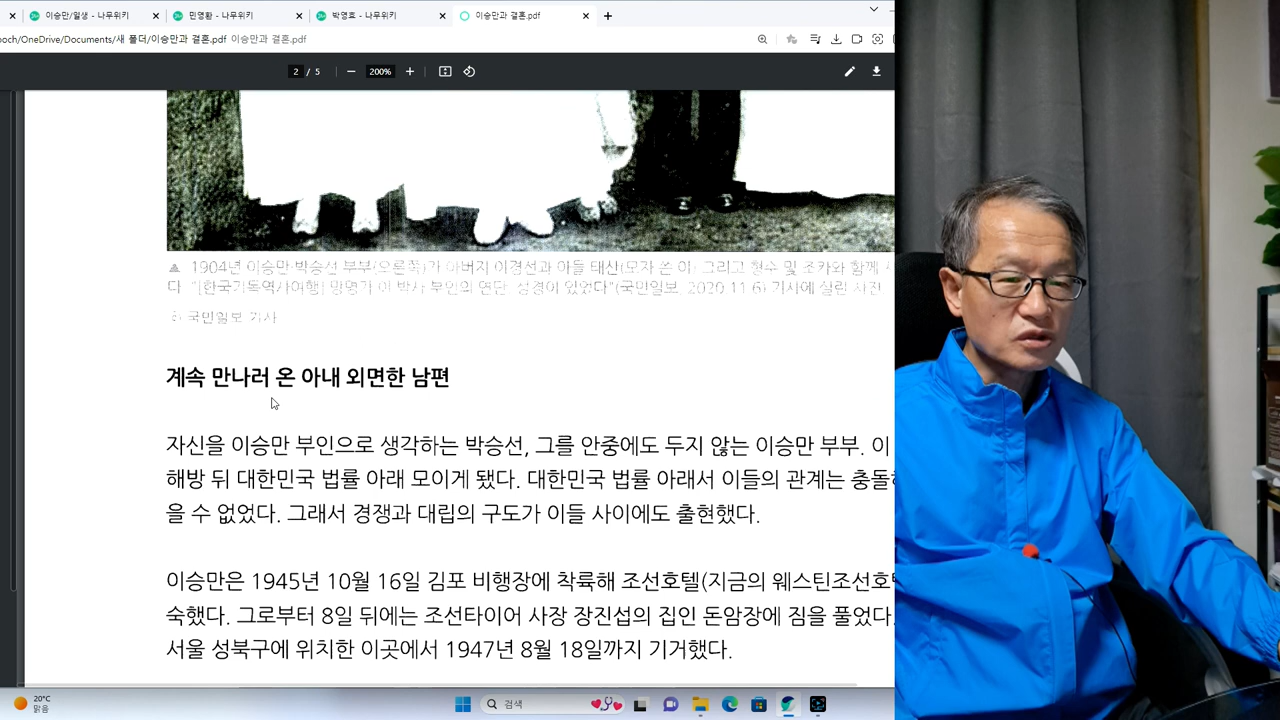 이승만/일생 - 나무위키
민영환 - 나무위키
박영효 - 나무위키
이승만과 결혼.pdf
och/OneDrive/Documents/새 폴더/이승만과 결혼.pdf 이승만과 결혼.pdf
2 / 5
200%
▲ 1904년 이승만·박승선 부부(오른쪽)가 아버지 이경선과 아들 태산(모자 쓴 이) 그리고 형수 및 조카와 함께
다. "[한국기독역사여행] 부인의 연단, 성경이 있었다"(국민일보, 2020.11.6) 기사에 실린 사진.
국민일보 기사
계속 만나러 온 아내 외면한 남편
자신을 이승만 부인으로 생각하는 박승선, 그를 안중에도 두지 않는 이승만 부부. 이
해방 뒤 대한민국 법률 아래 모이게 됐다. 대한민국 법률 아래서 이들의 관계는 충돌
을 수 없었다. 그래서 경쟁과 대립의 구도가 이들 사이에도 출현했다.
이승만은 1945년 10월 16일 김포 비행장에 착륙해 조선호텔(지금의 웨스틴조선호
숙했다. 그로부터 8일 뒤에는 조선타이어 사장 장진섭의 집인 돈암장에 짐을 풀었다.
서울 성북구에 위치한 이곳에서 1947년 8월 18일까지 기거했다.
20°C
맑음
검색